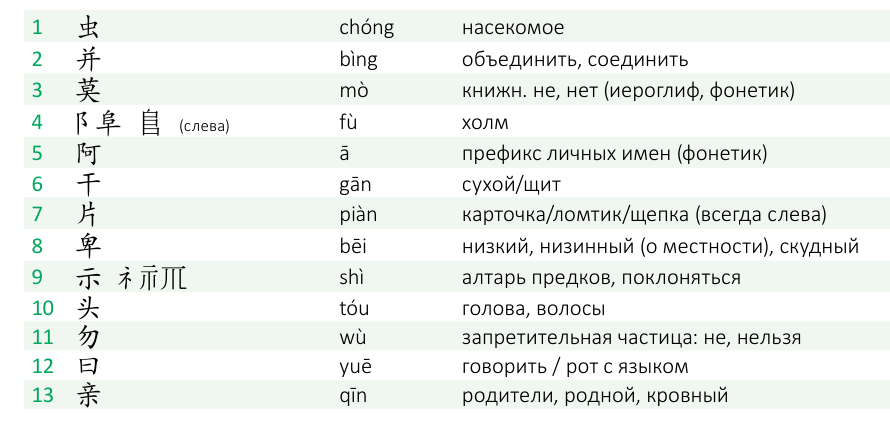 1 虫 chóng насекомое
2 并 bìng объединить, соединить
3 莫 mò книжн. не, нет (иероглиф, фонетик)
4 阝阜 𠂤 (слева) fù холм
5 阿 ā префикс личных имен (фонетик)
6 干 gān сухой/щит
7 片 piàn карточка/ломтик/щепка (всегда слева)
8 卑 bēi низкий, низинный (о местности), скудный
9 示 礻 shì алтарь предков, поклоняться
10 头 tóu голова, волосы
11 勿 wù запретительная частица: не, нельзя
12 曰 yuē говорить / рот с языком
13 亲 qīn родители, родной, кровный